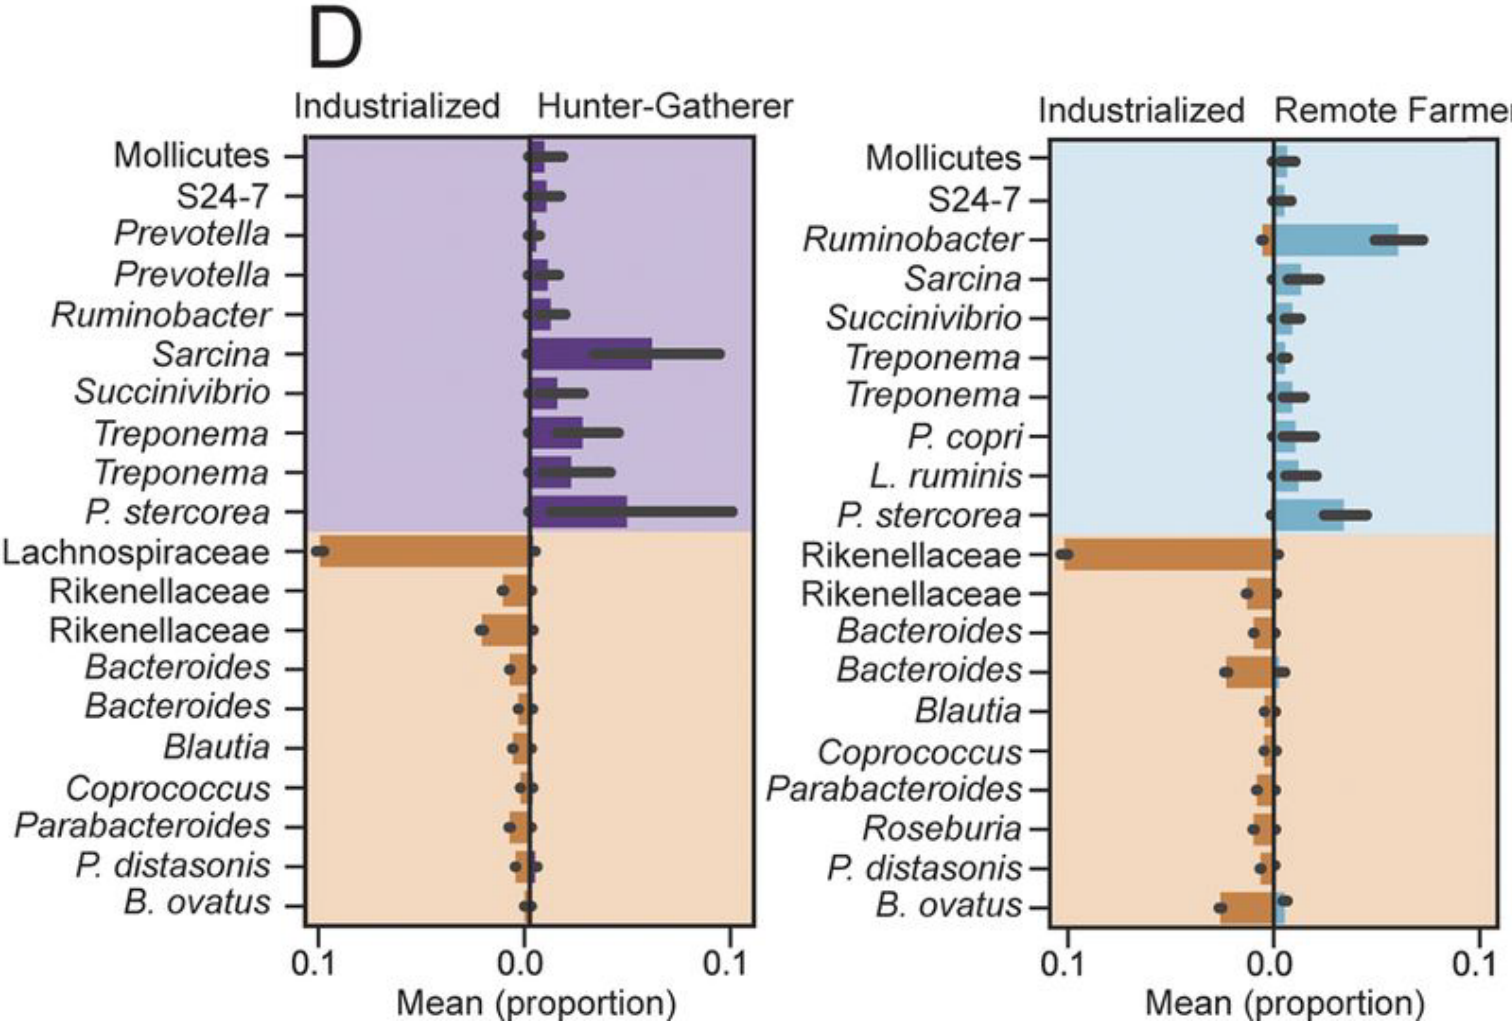 D
Industrialized Hunter-Gatherer
Mollicutes
S24-7
Prevotella
Prevotella
Ruminobacter
Sarcina
Succinivibrio
Treponema
Treponema
P. stercorea
Lachnospiraceae
Rikenellaceae
Rikenellaceae
Bacteroides
Bacteroides
Blautia
Coprococcus
Parabacteroides
P. distasonis
B. ovatus
0.1 0.0 0.1
Mean (proportion)
Industrialized Remote Farmer
Mollicutes
S24-7
Ruminobacter
Sarcina
Succinivibrio
Treponema
Treponema
P. copri
L. ruminis
P. stercorea
Rikenellaceae
Rikenellaceae
Bacteroides
Bacteroides
Blautia
Coprococcus
Parabacteroides
Roseburia
P. distasonis
B. ovatus
0.1 0.0 0.1
Mean (proportion)